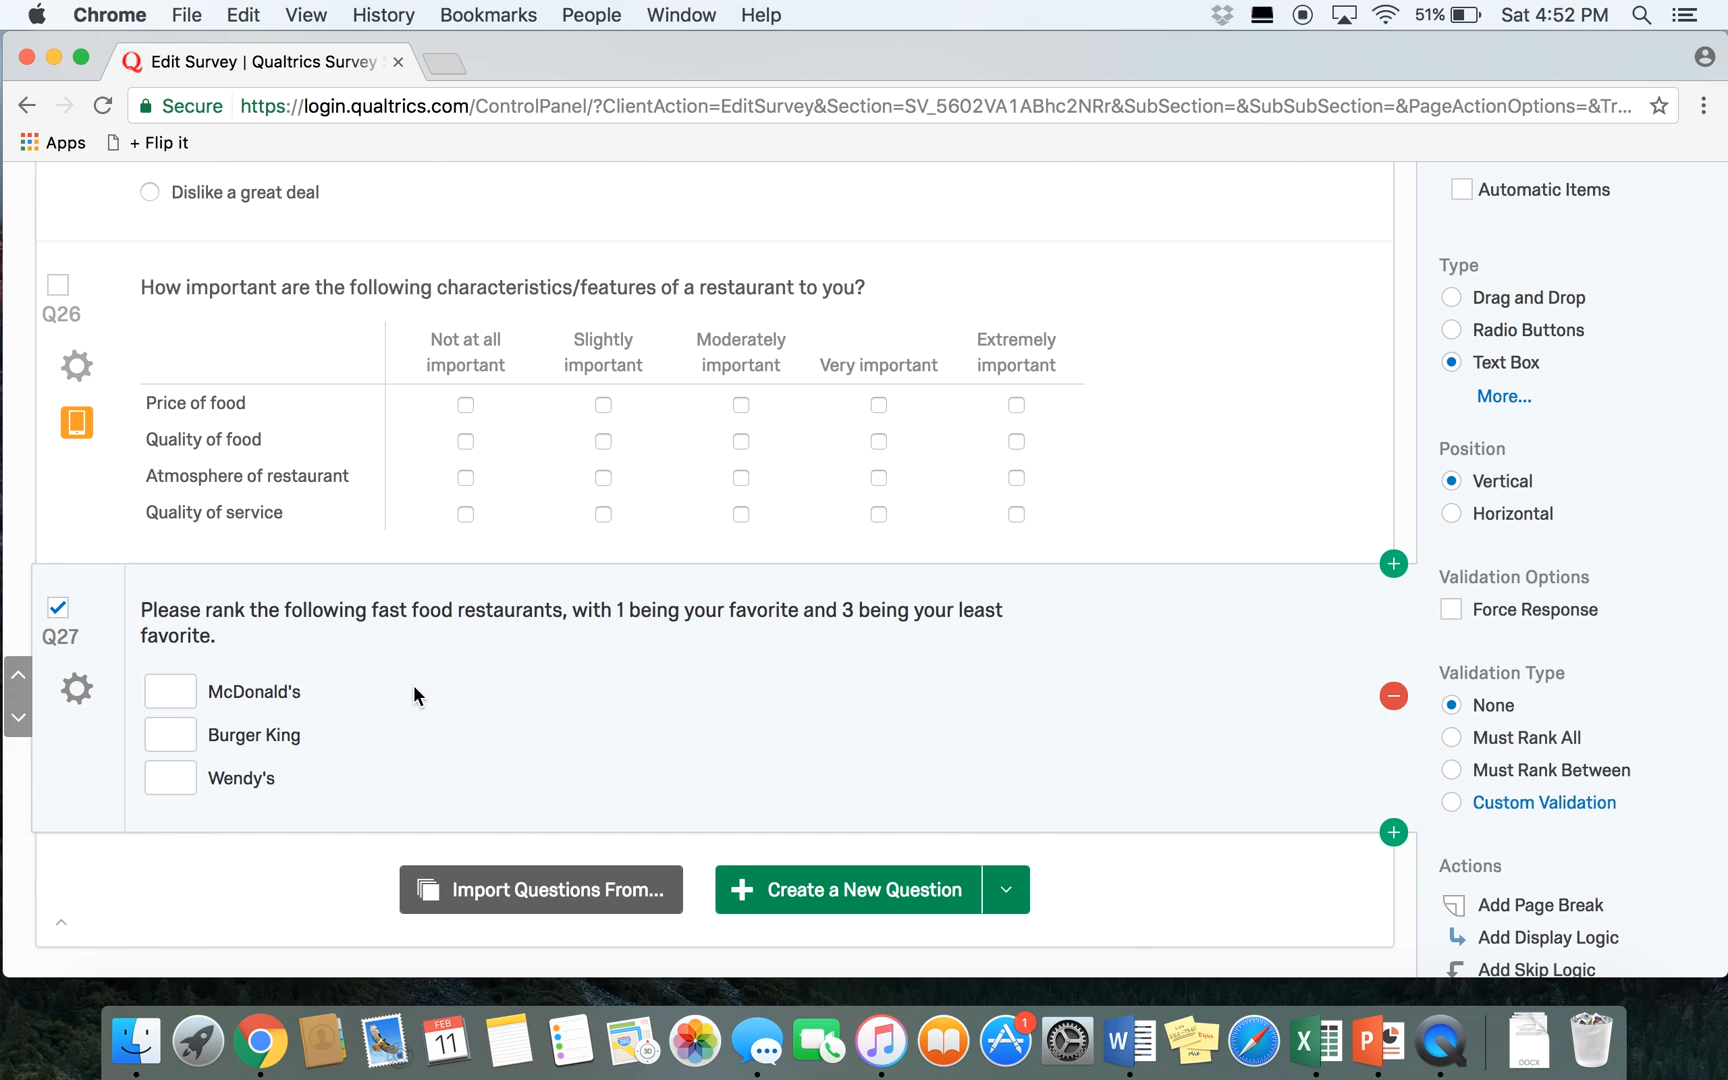 Chrome File Edit View History Bookmarks People Window Help 51% Sat 4:52 PM
Edit Survey | Qualtrics Survey
Secure https://login.qualtrics.com/ControlPanel/?ClientAction=EditSurvey&Section=SV_5602VA1ABhc2NRr&SubSection=&SubSubSection=&PageActionOptions=&Tr...
Apps + Flip it
Dislike a great deal
Q26
How important are the following characteristics/features of a restaurant to you?
Not at all important
Slightly important
Moderately important
Very important
Extremely important
Price of food
Quality of food
Atmosphere of restaurant
Quality of service
Q27
Please rank the following fast food restaurants, with 1 being your favorite and 3 being your least
favorite.
McDonald's
Burger King
Wendy's
Import Questions From...
Create a New Question
Automatic Items
Type
Drag and Drop
Radio Buttons
Text Box
More...
Position
Vertical
Horizontal
Validation Options
Force Response
Validation Type
None
Must Rank All
Must Rank Between
Custom Validation
Actions
Add Page Break
Add Display Logic
Add Skip Logic
FEB
11
3D
1
DOCX